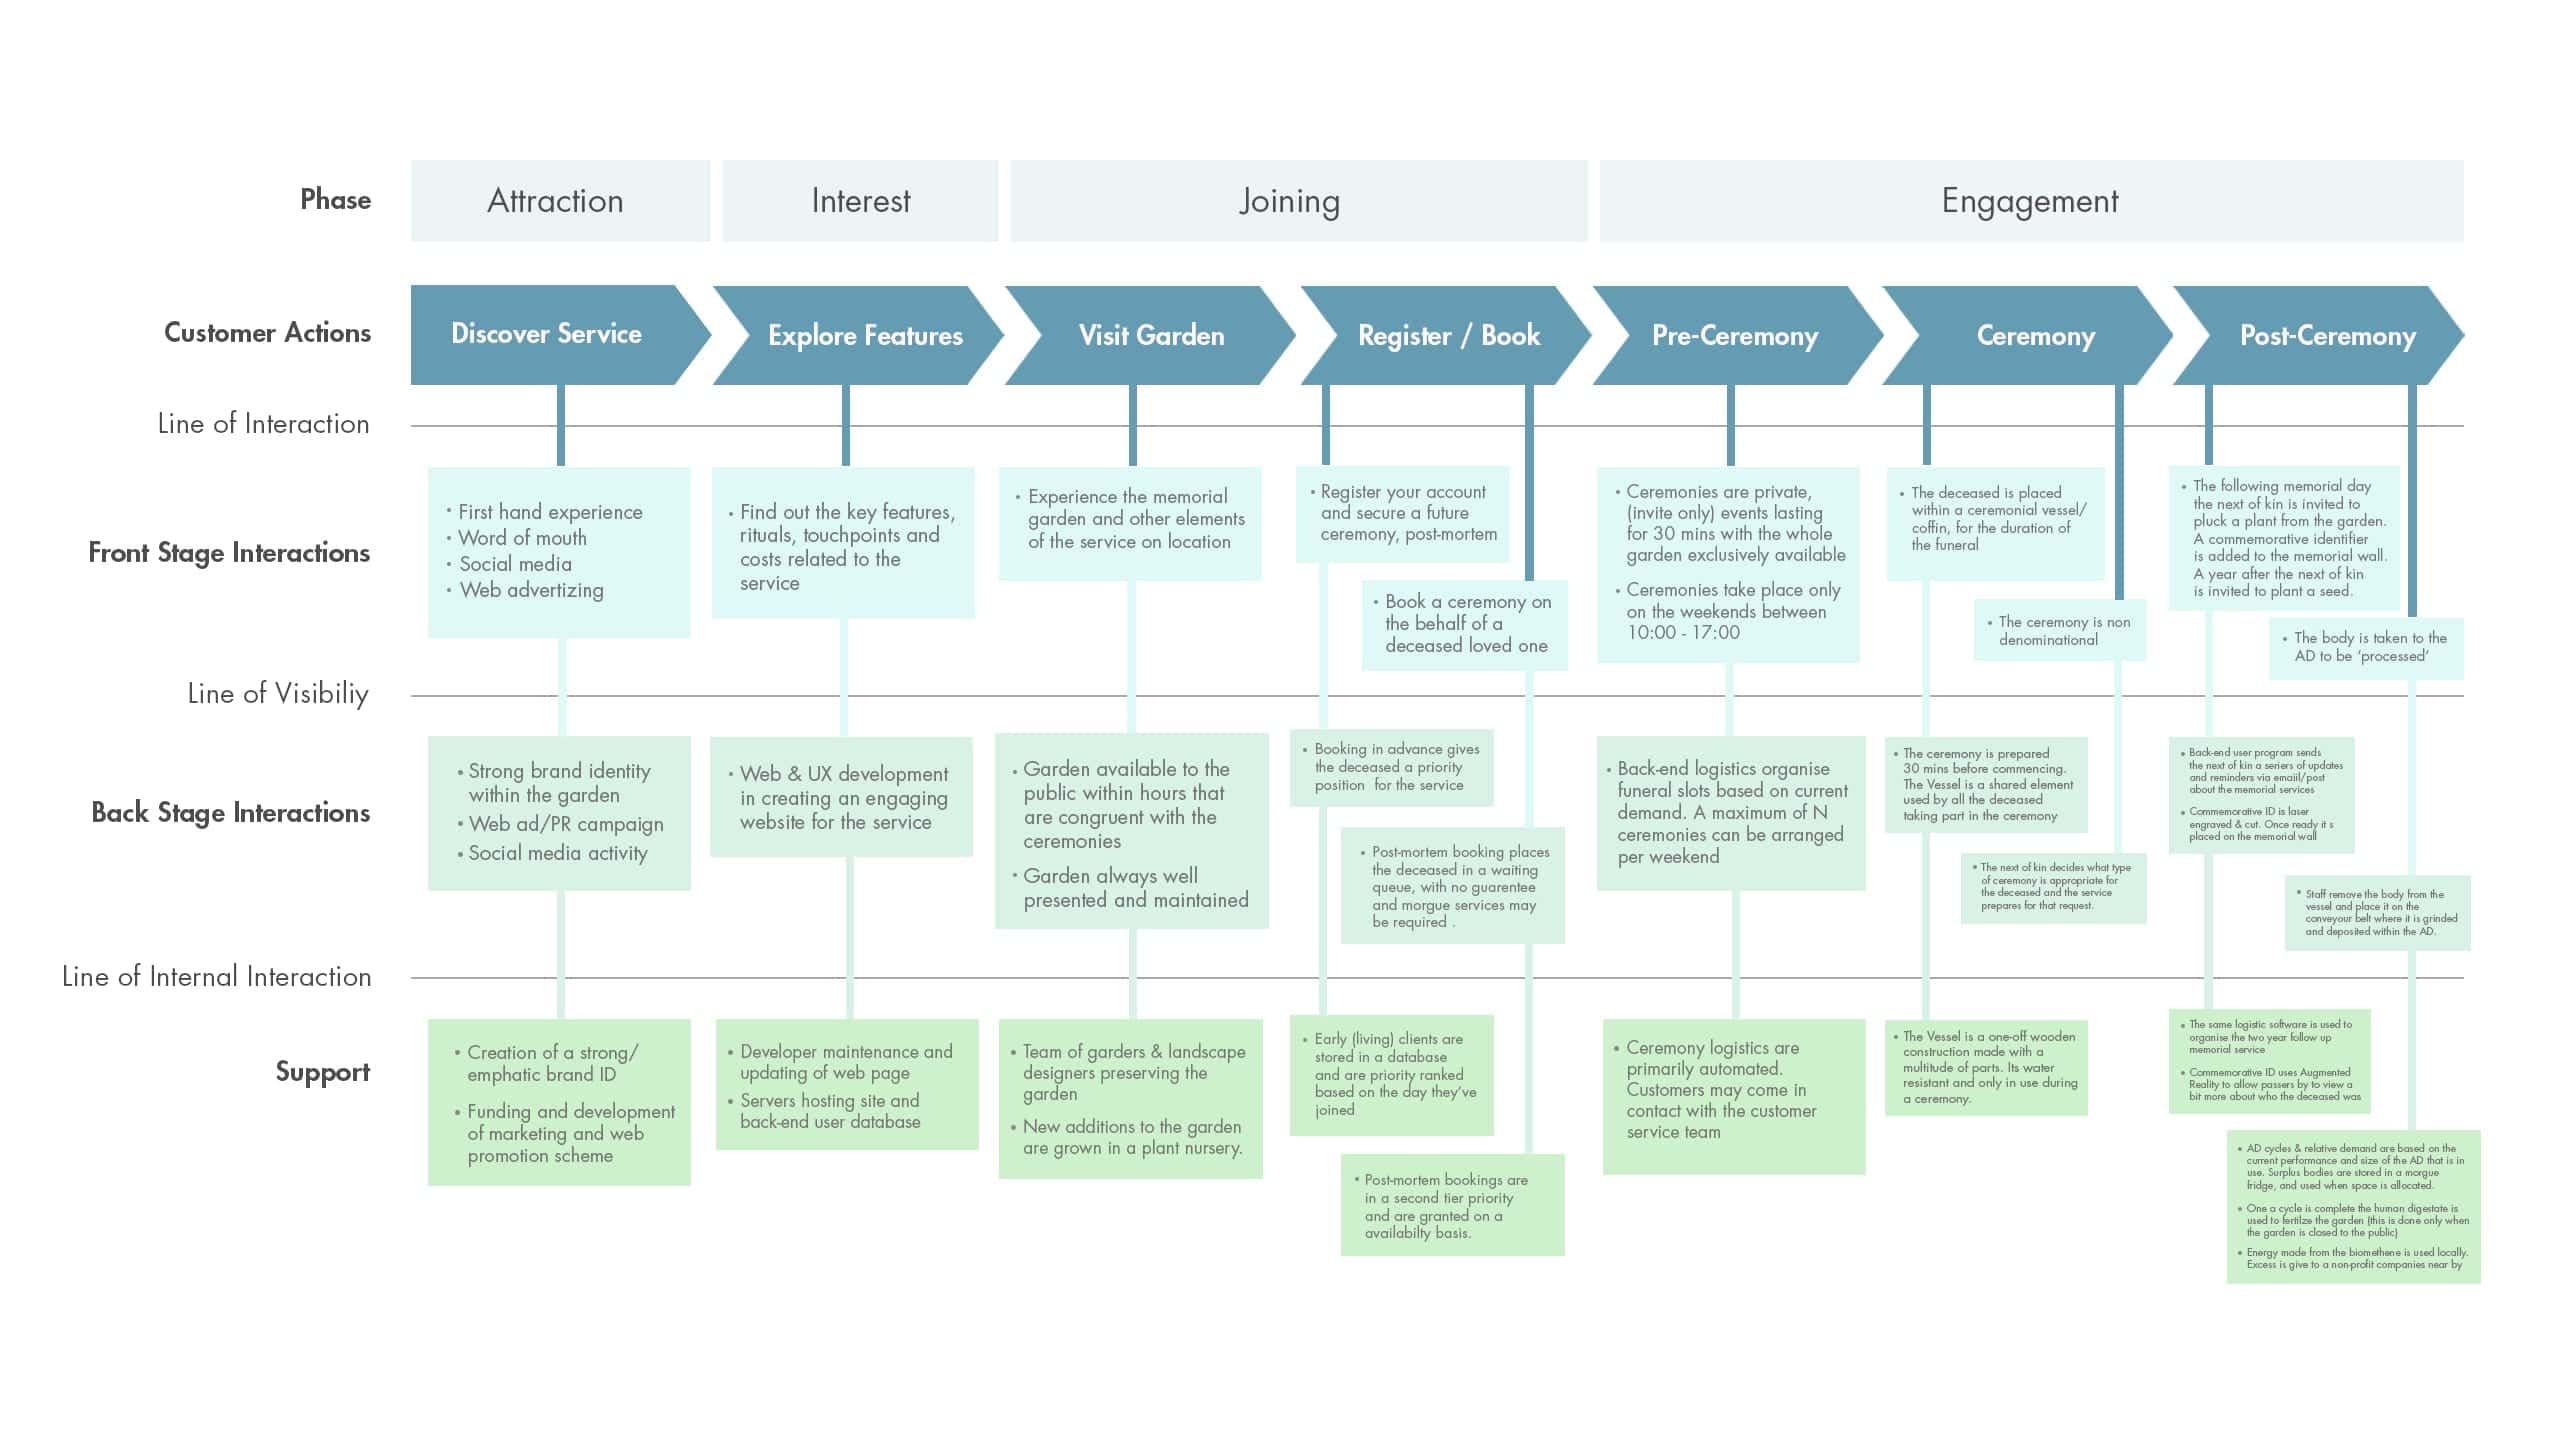 Phase
Attraction
Interest
Joining
Engagement
Customer Actions
Discover Service
Explore Features
Visit Garden
Register / Book
Pre-Ceremony
Ceremony
Post-Ceremony
Line of Interaction
Front Stage Interactions
• First hand experience
• Word of mouth
• Social media
• Web advertizing
• Find out the key features,
rituals, touchpoints and
costs related to the
service
• Experience the memorial
garden and other elements
of the service on location
• Register your account
and secure a future
ceremony, post-mortem
• Book a ceremony on
the behalf of a
deceased loved one
• Ceremonies are private,
(invite only) events lasting
for 30 mins with the whole
garden exclusively available
• Ceremonies take place only
on the weekends between
10:00 - 17:00
• The deceased is placed
within a ceremonial vessel/
coffin, for the duration of
the funeral
• The ceremony is non
denominational
• The following memorial day
the next of kin is invited to
pluck a plant from the garden.
A commemorative identifier
is added to the memorial wall.
A year after the next of kin
is invited to plant a seed.
• The body is taken to the
AD to be ‘processed’
Line of Visibiliy
Back Stage Interactions
• Strong brand identity
within the garden
• Web ad/PR campaign
• Social media activity
• Web & UX development
in creating an engaging
website for the service
• Garden available to the
public within hours that
are congruent with the
ceremonies
• Garden always well
presented and maintained
• Booking in advance gives
the deceased a priority
position for the service
• Post-mortem booking places
the deceased in a waiting
queue, with no guarentee
and morgue services may
be required .
• Back-end logistics organise
funeral slots based on current
demand. A maximum of N
ceremonies can be arranged
per weekend
• The ceremony is prepared
30 mins before commencing.
The Vessel is a shared element
used by all the deceased
taking part in the ceremony
• The next of kin decides what type
of ceremony is appropriate for
the deceased and the service
prepares for that request.
• Back-end user program sends
the next of kin a seriers of updates
and reminders via emaiil/post
about the memorial services
• Commemorative ID is laser
engraved & cut. Once ready it s
placed on the memorial wall
• Staff remove the body from the
vessel and place it on the
conveyour belt where it is grinded
and deposited within the AD.
Line of Internal Interaction
Support
• Creation of a strong/
emphatic brand ID
• Funding and development
of marketing and web
promotion scheme
• Developer maintenance and
updating of web page
• Servers hosting site and
back-end user database
• Team of garders & landscape
designers preserving the
garden
• New additions to the garden
are grown in a plant nursery.
• Early (living) clients are
stored in a database
and are priority ranked
based on the day they’ve
joined
• Post-mortem bookings are
in a second tier priority
and are granted on a
availabilty basis.
• Ceremony logistics are
primarily automated.
Customers may come in
contact with the customer
service team
• The Vessel is a one-off wooden
construction made with a
multitude of parts. Its water
resistant and only in use during
a ceremony.
• The same logistic software is used to
organise the two year follow up
memorial service
• Commemorative ID uses Augmented
Reality to allow passers by to view a
bit more about who the deceased was
• AD cycles & relative demand are based on the
current performance and size of the AD that is in
use. Surplus bodies are stored in a morgue
fridge, and used when space is allocated.
• One a cycle is complete the human digestate is
used to fertilze the garden (this is done only when
the garden is closed to the public)
• Energy made from the biomethene is used locally.
Excess is give to a non-profit companies near by